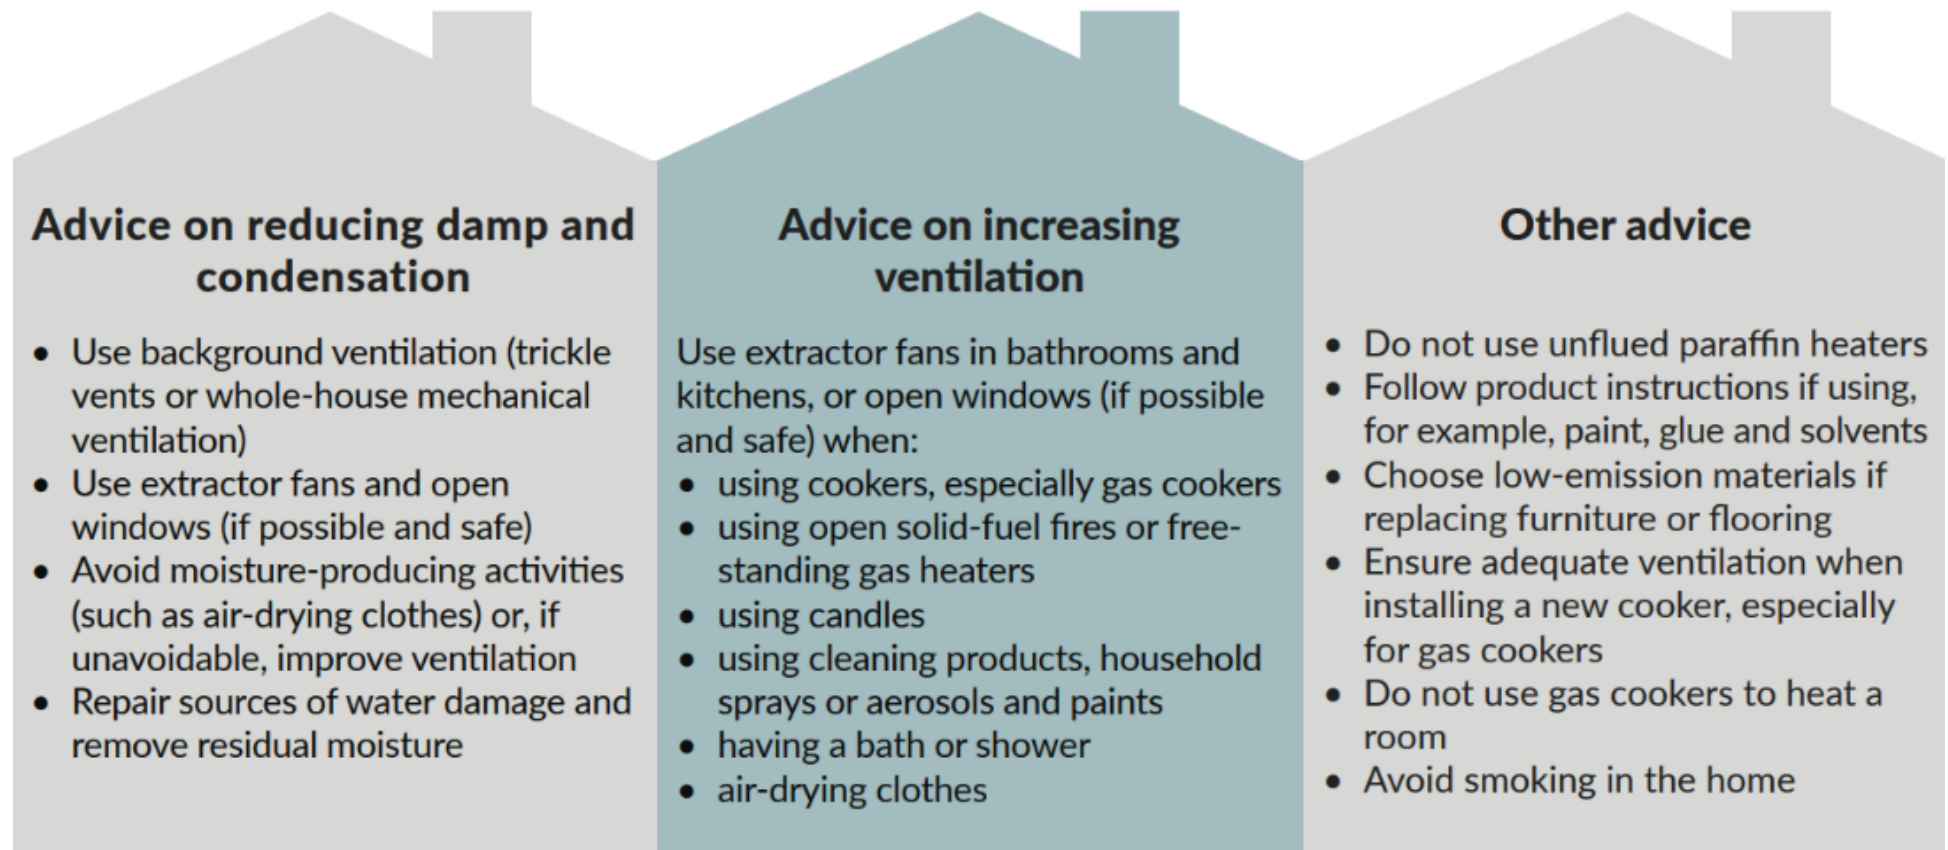 Advice on reducing damp and
condensation
• Use background ventilation (trickle
vents or whole-house mechanical
ventilation)
• Use extractor fans and open
windows (if possible and safe)
• Avoid moisture-producing activities
(such as air-drying clothes) or, if
unavoidable, improve ventilation
• Repair sources of water damage and
remove residual moisture
Advice on increasing
ventilation
Use extractor fans in bathrooms and
kitchens, or open windows (if possible
and safe) when:
• using cookers, especially gas cookers
• using open solid-fuel fires or free-
standing gas heaters
• using candles
• using cleaning products, household
sprays or aerosols and paints
• having a bath or shower
• air-drying clothes
Other advice
• Do not use unflued paraffin heaters
• Follow product instructions if using,
for example, paint, glue and solvents
• Choose low-emission materials if
replacing furniture or flooring
• Ensure adequate ventilation when
installing a new cooker, especially
for gas cookers
• Do not use gas cookers to heat a
room
• Avoid smoking in the home